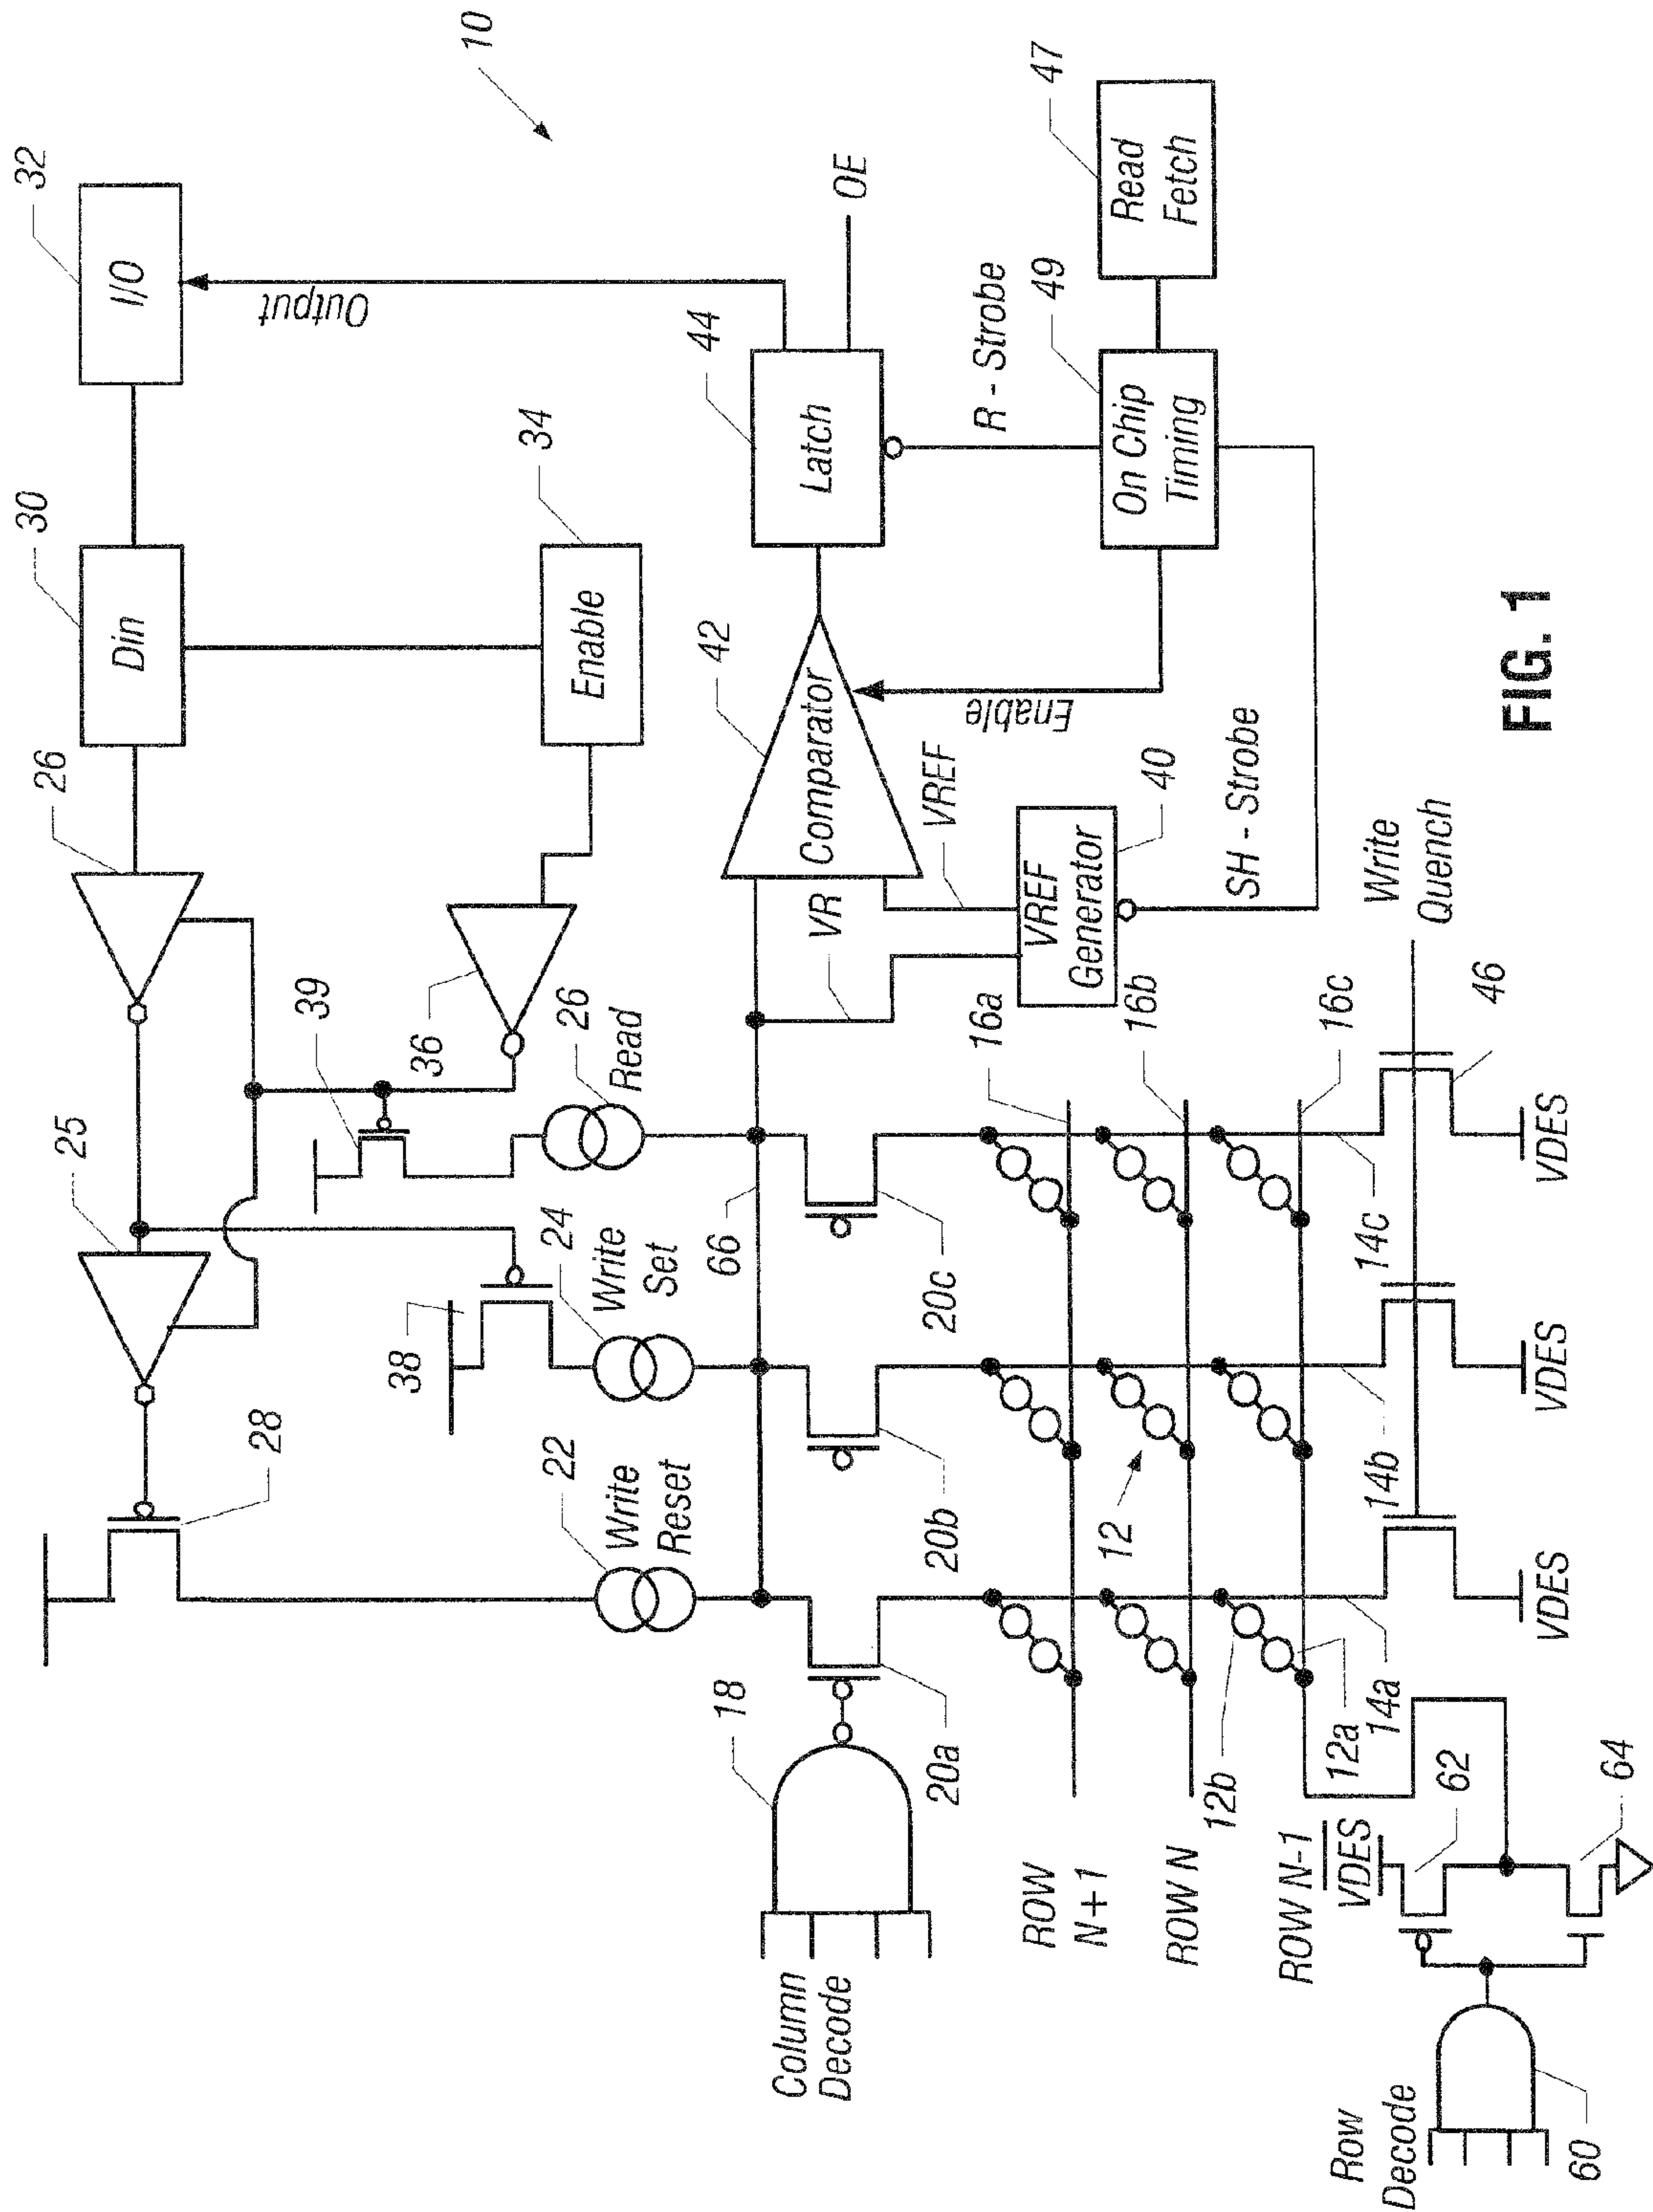 10
32
I/O
Output
30
Din
26
25
28
34
Enable
36
39
38
26
Read
24
Write
Set
22
Write
Reset
66
18
Column
Decode
20a
20b
20c
VR
VREF
42
Comparator
Enable
44
Latch
OE
R - Strobe
49
On Chip
Timing
47
Read
Fetch
VREF
Generator
40
SH - Strobe
ROW
N+1
16a
ROW N
16b
ROW N-1
16c
12
12b
12a
14a
14b
14c
Write
Quench
46
VDES
VDES
VDES
VDES
62
64
Row
Decode
60
FIG. 1